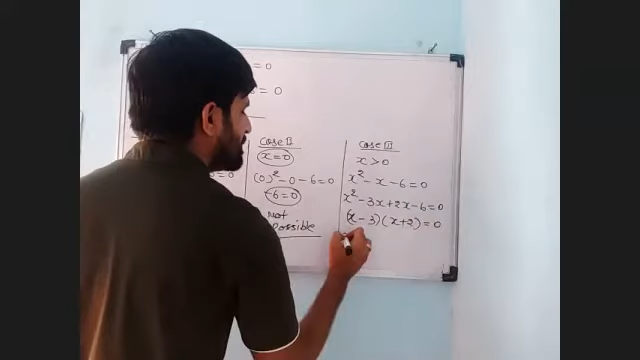 = 0
= 0
= 0
Case II
x = 0
(0)² - 0 - 6 = 0
-6 = 0
Not
possible
Case III
x > 0
x² - x - 6 = 0
x² - 3x + 2x - 6 = 0
(x - 3)(x + 2) = 0